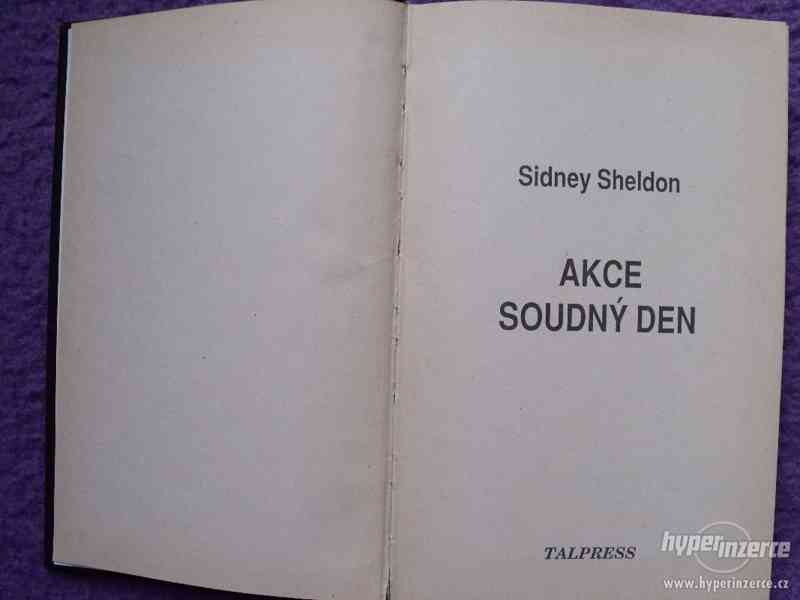 Sidney Sheldon
AKCE
SOUDNÝ DEN
TALPRESS
hyperinzerce
www.hyperinzerce.cz